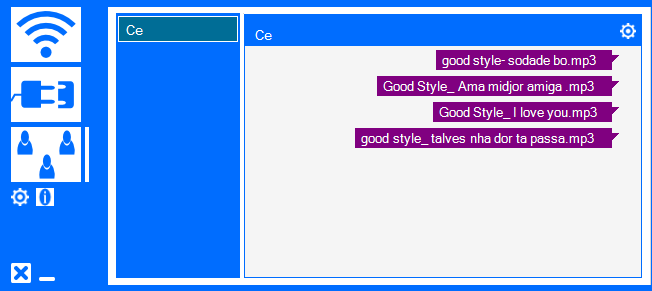 Ce
Ce
good style- sodade bo.mp3
Good Style_ Ama midjor amiga .mp3
Good Style_ I love you.mp3
good style_ talves nha dor ta passa.mp3